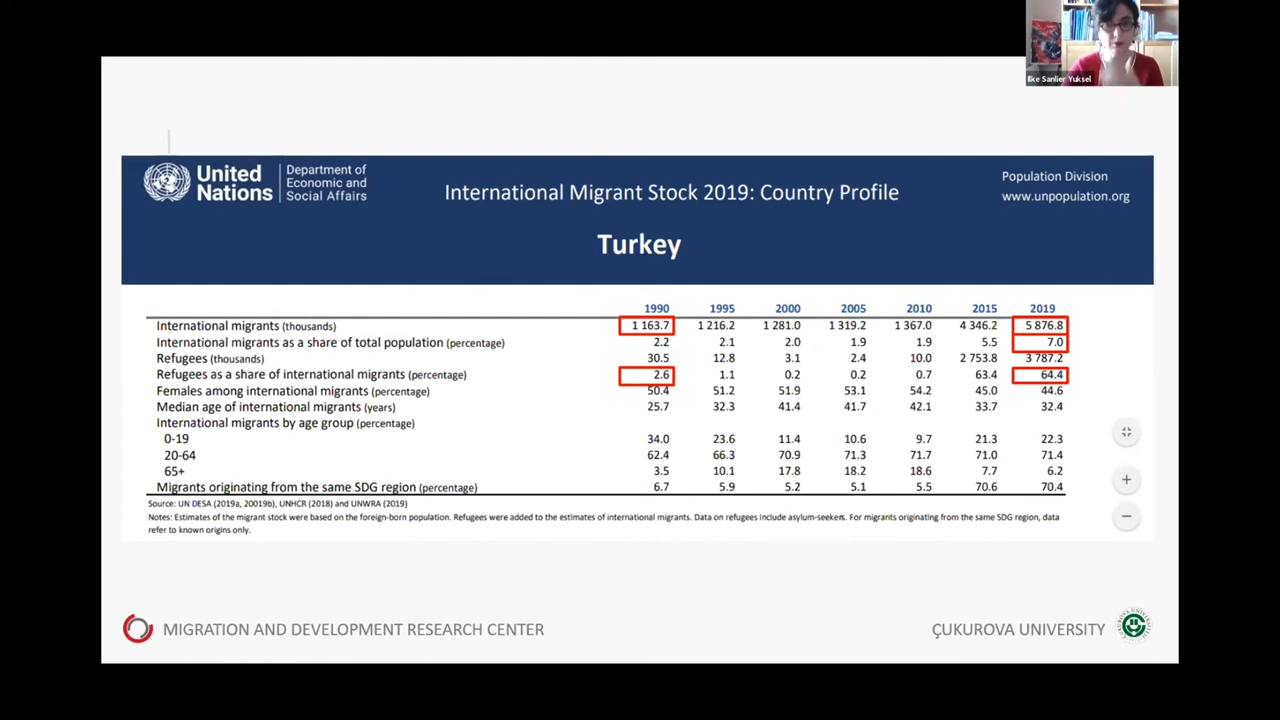 Ilke Sanlier Yuksel
United Nations
Department of Economic and Social Affairs
International Migrant Stock 2019: Country Profile
Population Division
www.unpopulation.org
Turkey
1990 1995 2000 2005 2010 2015 2019
International migrants (thousands) 1 163.7 1 216.2 1 281.0 1 319.2 1 367.0 4 346.2 5 876.8
International migrants as a share of total population (percentage) 2.2 2.1 2.0 1.9 1.9 5.5 7.0
Refugees (thousands) 30.5 12.8 3.1 2.4 10.0 2 753.8 3 787.2
Refugees as a share of international migrants (percentage) 2.6 1.1 0.2 0.2 0.7 63.4 64.4
Females among international migrants (percentage) 50.4 51.2 51.9 53.1 54.2 45.0 44.6
Median age of international migrants (years) 25.7 32.3 41.4 41.7 42.1 33.7 32.4
International migrants by age group (percentage)
0-19 34.0 23.6 11.4 10.6 9.7 21.3 22.3
20-64 62.4 66.3 70.9 71.3 71.7 71.0 71.4
65+ 3.5 10.1 17.8 18.2 18.6 7.7 6.2
Migrants originating from the same SDG region (percentage) 6.7 5.9 5.2 5.1 5.5 70.6 70.4
Source: UN DESA (2019a, 20019b), UNHCR (2018) and UNWRA (2019)
Notes: Estimates of the migrant stock were based on the foreign-born population. Refugees were added to the estimates of international migrants. Data on refugees include asylum-seekers. For migrants originating from the same SDG region, data
refer to known origins only.
MIGRATION AND DEVELOPMENT RESEARCH CENTER
ÇUKUROVA UNIVERSITY